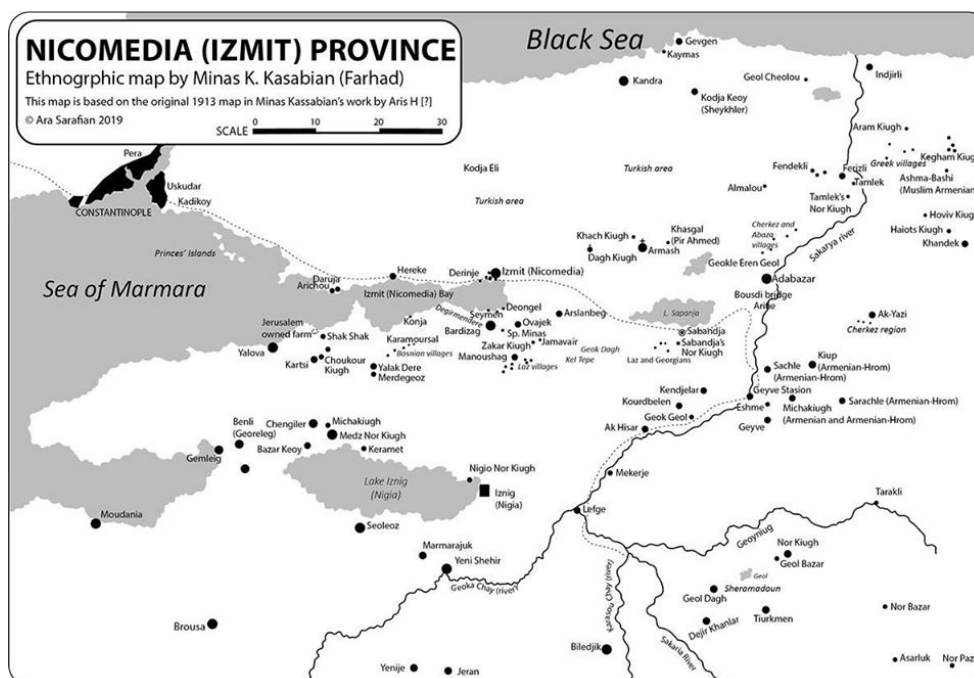 NICOMEDIA (IZMIT) PROVINCE
Ethnogrphic map by Minas K. Kasabian (Farhad)
This map is based on the original 1913 map in Minas Kassabian's work by Aris H [?]
© Ara Sarafian 2019
SCALE 0 10 20 30
Black Sea
Gevgen
Kaymas
Kandra
Geol Cheolou
Indjirli
Kodja Keoy
(Sheykhler)
Aram Kiugh
Greek villages
Kegham Kiug
Pera
Uskudar
Kadikoy
CONSTANTINOPLE
Kodja Eli
Turkish area
Turkish area
Fendekli
Ferizli
Ashma-Bashi
(Muslim Armenian
Almalou
Tamlek
Tamlek's
Nor Kiugh
Hoviv Kiugh
Haiots Kiugh
Khandek
Princes' Islands
Khach Kiugh
Dagh Kiugh
Armash
Khasgal
(Pir Ahmed)
Cherkez and
Abaza
villages
Sakarya river
Geokle Eren Geol
Adabazar
Sea of Marmara
Hereke
Derinje
Izmit (Nicomedia)
Daruja
Arichou
Izmit (Nicomedia) Bay
Bousdi bridge
Arifie
Deongel
Seymen
Degirmendere
Bardizag
Ovajek
Arslanbeg
L. Sapanja
Ak-Yazi
Cherkez region
Jerusalem
owned farm
Shak Shak
Konja
Karamoursal
Bosnian villages
Sp. Minas
Zakar Kiugh
Jamavair
Manoushag
Laz villages
Geok Dagh
Kel Tepe
Sabandja
Sabandja's
Nor Kiugh
Laz and Georgians
Yalova
Kartsi
Choukour
Kiugh
Yalak Dere
Merdegeoz
Sachle
(Armenian-Hrom)
Kiup
(Armenian-Hrom)
Kendjelar
Geyve Stasion
Kourdbelen
Geok Geol
Eshme
Geyve
Michakiugh
(Armenian and Armenian-Hrom)
Sarachle (Armenian-Hrom)
Ak Hisar
Benli
(Georeleg)
Chengiler
Michakiugh
Medz Nor Kiugh
Bazar Keoy
Keramet
Gemleig
Mekerje
Lake Iznig
(Nigia)
Nigio Nor Kiugh
Iznig
(Nigia)
Tarakli
Moudania
Seoleoz
Lefge
Geoyniug
Marmarajuk
Yeni Shehir
Geoka Chay (river)
Nor Kiugh
Geol Bazar
Geol
Sheramadoun
Geol Dagh
Tiurkmen
Dejir Khanlar
Nor Bazar
Brousa
Biledjik
Sakaria River
Yenije
Jeran
Asarluk
Nor Paz